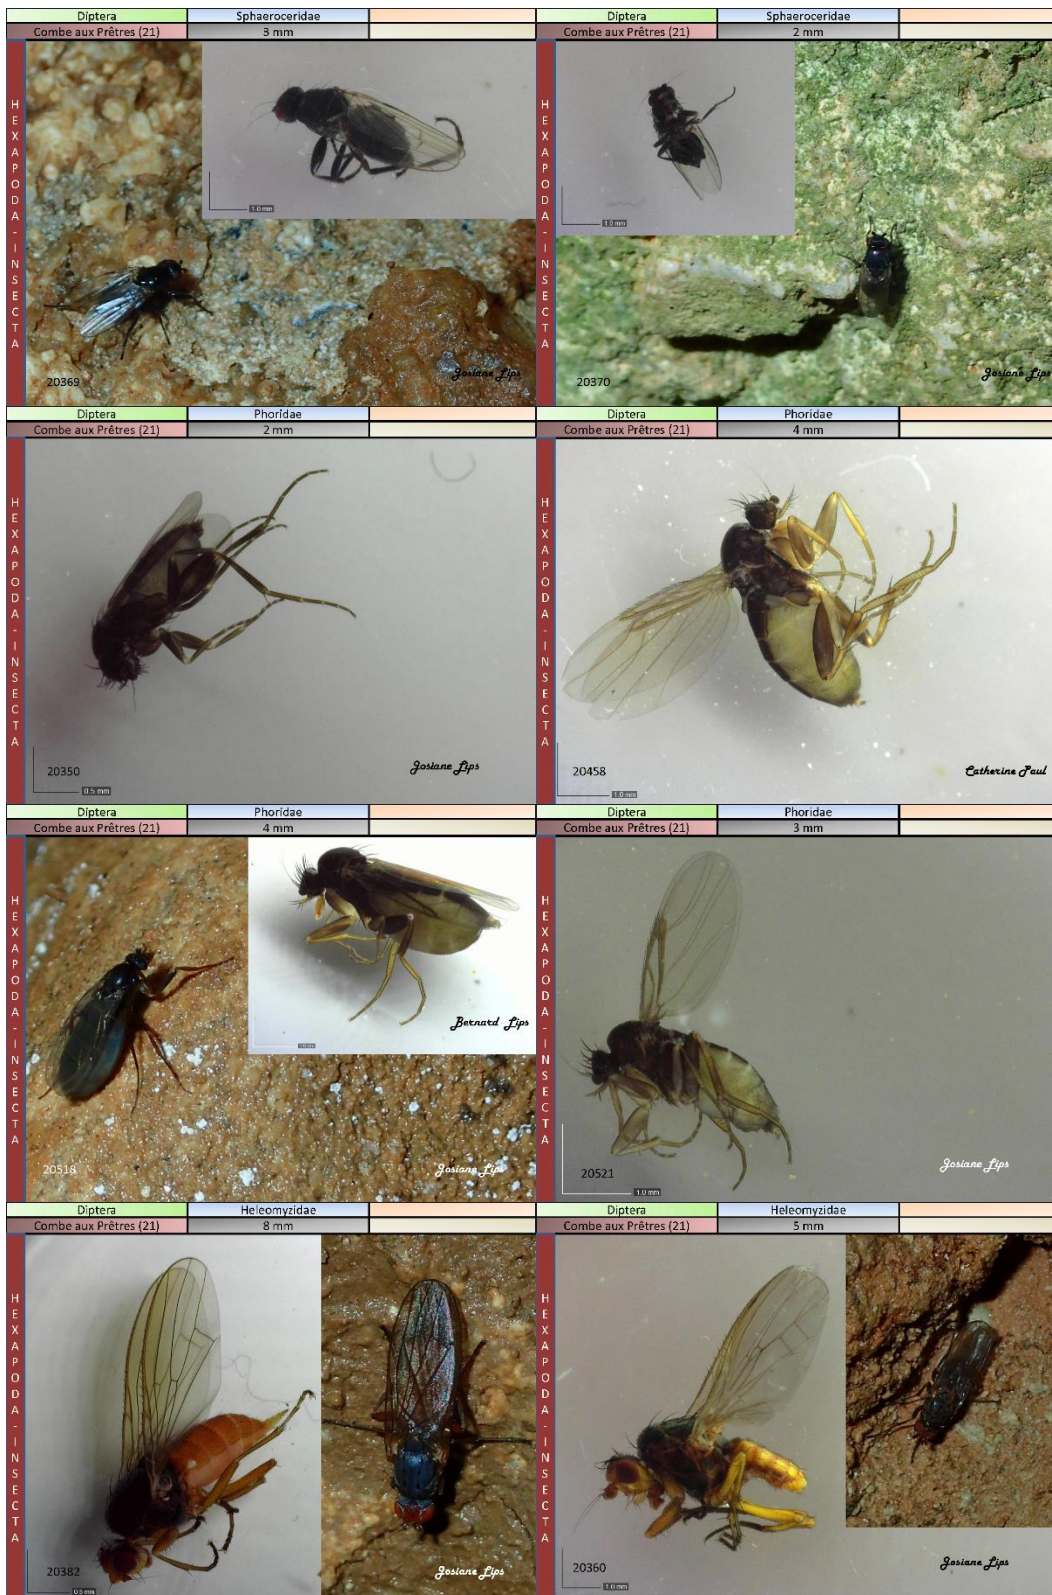 Diptera Sphaeroceridae
Combe aux Prêtres (21) 3 mm
HEXAPODA-INSECTA
1.0 mm
20369
Josiane Lips
Diptera Sphaeroceridae
Combe aux Prêtres (21) 2 mm
HEXAPODA-INSECTA
1.0 mm
20370
Josiane Lips
Diptera Phoridae
Combe aux Prêtres (21) 2 mm
HEXAPODA-INSECTA
20350
0.5 mm
Josiane Lips
Diptera Phoridae
Combe aux Prêtres (21) 4 mm
HEXAPODA-INSECTA
20458
1.0 mm
Catherine Paul
Diptera Phoridae
Combe aux Prêtres (21) 4 mm
HEXAPODA-INSECTA
Bernard Lips
20518
Josiane Lips
Diptera Phoridae
Combe aux Prêtres (21) 3 mm
HEXAPODA-INSECTA
20521
1.0 mm
Josiane Lips
Diptera Heleomyzidae
Combe aux Prêtres (21) 8 mm
HEXAPODA-INSECTA
20382
0.5 mm
Josiane Lips
Diptera Heleomyzidae
Combe aux Prêtres (21) 5 mm
HEXAPODA-INSECTA
20360
1.0 mm
Josiane Lips